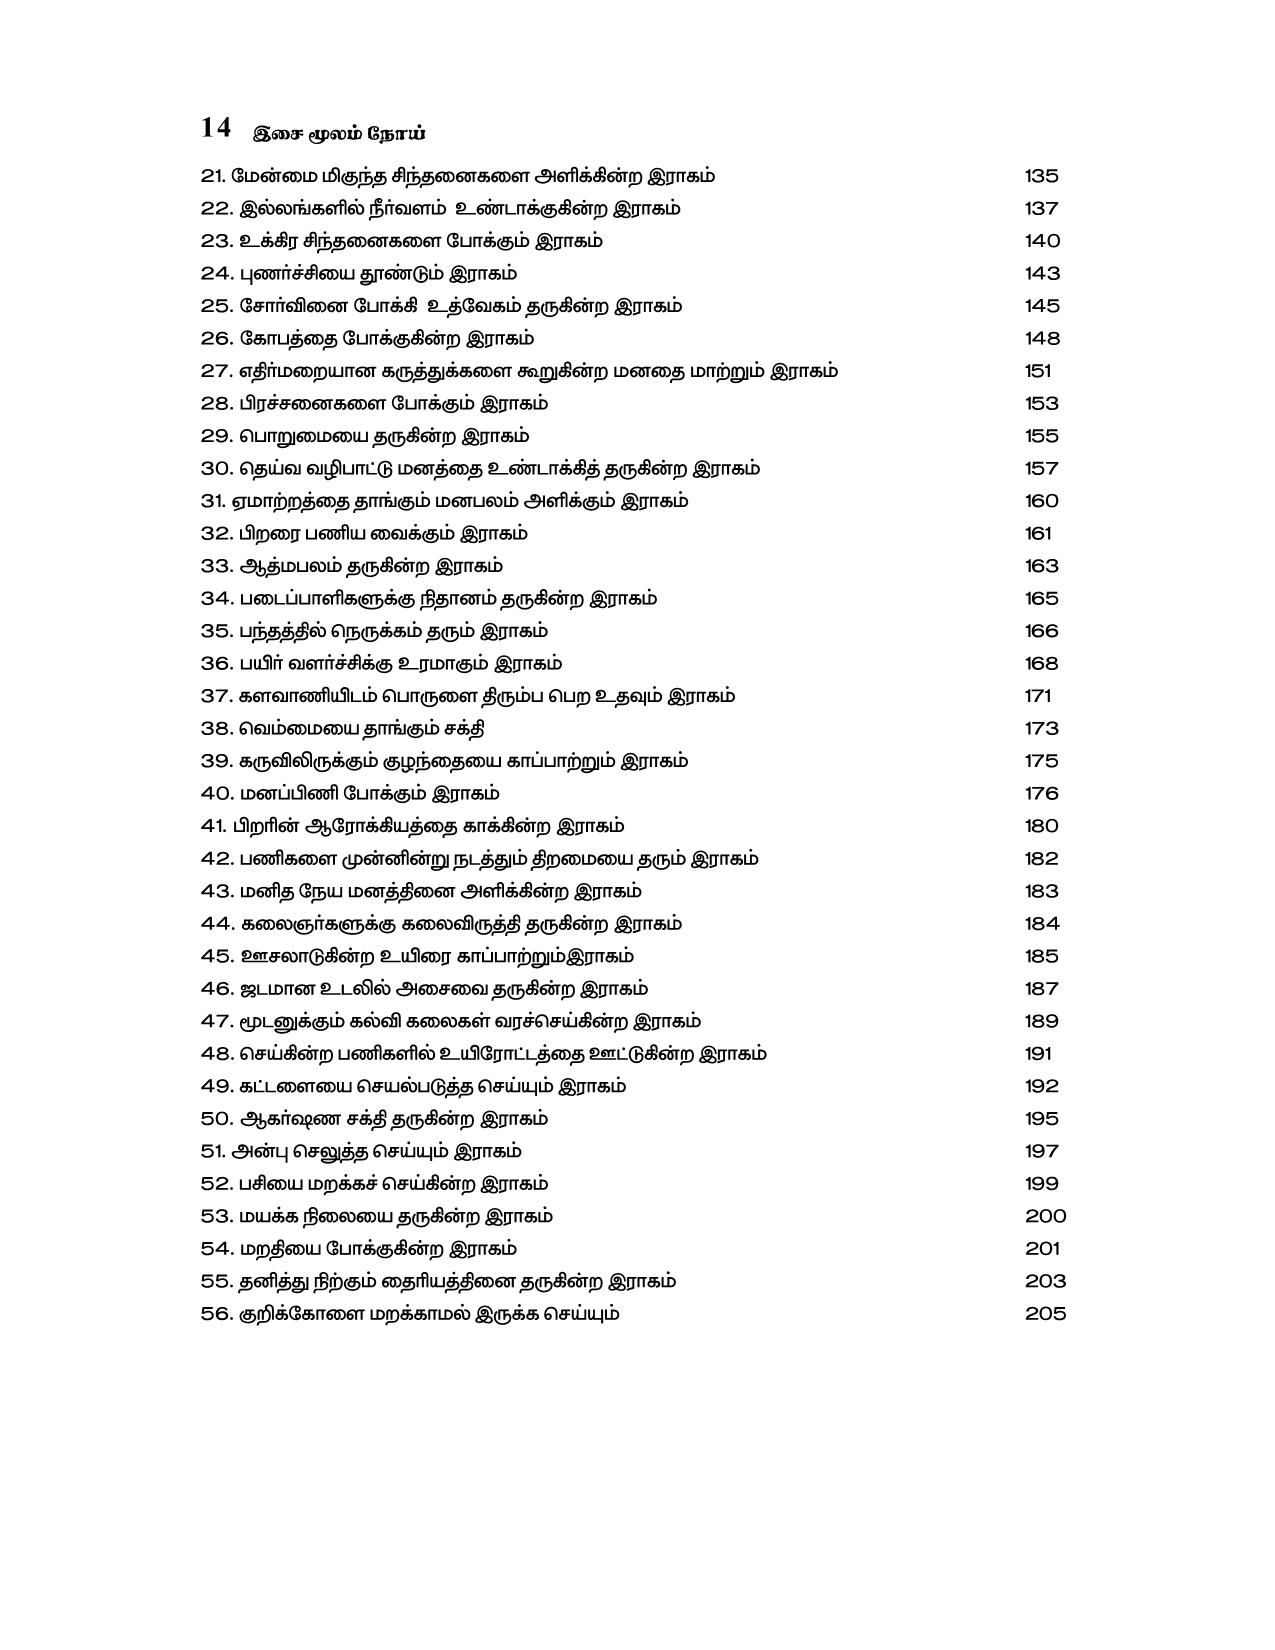 14 இசை மூலம் நோய்
21. மேன்மை மிகுந்த சிந்தனைகளை அளிக்கின்ற இராகம் 135
22. இல்லங்களில் நீர்வளம் உண்டாக்குகின்ற இராகம் 137
23. உக்கிர சிந்தனைகளை போக்கும் இராகம் 140
24. புணர்ச்சியை தூண்டும் இராகம் 143
25. சோர்வினை போக்கி உத்வேகம் தருகின்ற இராகம் 145
26. கோபத்தை போக்குகின்ற இராகம் 148
27. எதிர்மறையான கருத்துக்களை கூறுகின்ற மனதை மாற்றும் இராகம் 151
28. பிரச்சனைகளை போக்கும் இராகம் 153
29. பொறுமையை தருகின்ற இராகம் 155
30. தெய்வ வழிபாட்டு மனத்தை உண்டாக்கித் தருகின்ற இராகம் 157
31. ஏமாற்றத்தை தாங்கும் மனபலம் அளிக்கும் இராகம் 160
32. பிறரை பணிய வைக்கும் இராகம் 161
33. ஆத்மபலம் தருகின்ற இராகம் 163
34. படைப்பாளிகளுக்கு நிதானம் தருகின்ற இராகம் 165
35. பந்தத்தில் நெருக்கம் தரும் இராகம் 166
36. பயிர் வளர்ச்சிக்கு உரமாகும் இராகம் 168
37. களவாணியிடம் பொருளை திரும்ப பெற உதவும் இராகம் 171
38. வெம்மையை தாங்கும் சக்தி 173
39. கருவிலிருக்கும் குழந்தையை காப்பாற்றும் இராகம் 175
40. மனப்பிணி போக்கும் இராகம் 176
41. பிறரின் ஆரோக்கியத்தை காக்கின்ற இராகம் 180
42. பணிகளை முன்னின்று நடத்தும் திறமையை தரும் இராகம் 182
43. மனித நேய மனத்தினை அளிக்கின்ற இராகம் 183
44. கலைஞர்களுக்கு கலைவிருத்தி தருகின்ற இராகம் 184
45. ஊசலாடுகின்ற உயிரை காப்பாற்றும்இராகம் 185
46. ஜடமான உடலில் அசைவை தருகின்ற இராகம் 187
47. மூடனுக்கும் கல்வி கலைகள் வரச்செய்கின்ற இராகம் 189
48. செய்கின்ற பணிகளில் உயிரோட்டத்தை ஊட்டுகின்ற இராகம் 191
49. கட்டளையை செயல்படுத்த செய்யும் இராகம் 192
50. ஆகர்ஷண சக்தி தருகின்ற இராகம் 195
51. அன்பு செலுத்த செய்யும் இராகம் 197
52. பசியை மறக்கச் செய்கின்ற இராகம் 199
53. மயக்க நிலையை தருகின்ற இராகம் 200
54. மறதியை போக்குகின்ற இராகம் 201
55. தனித்து நிற்கும் தைரியத்தினை தருகின்ற இராகம் 203
56. குறிக்கோளை மறக்காமல் இருக்க செய்யும் 205